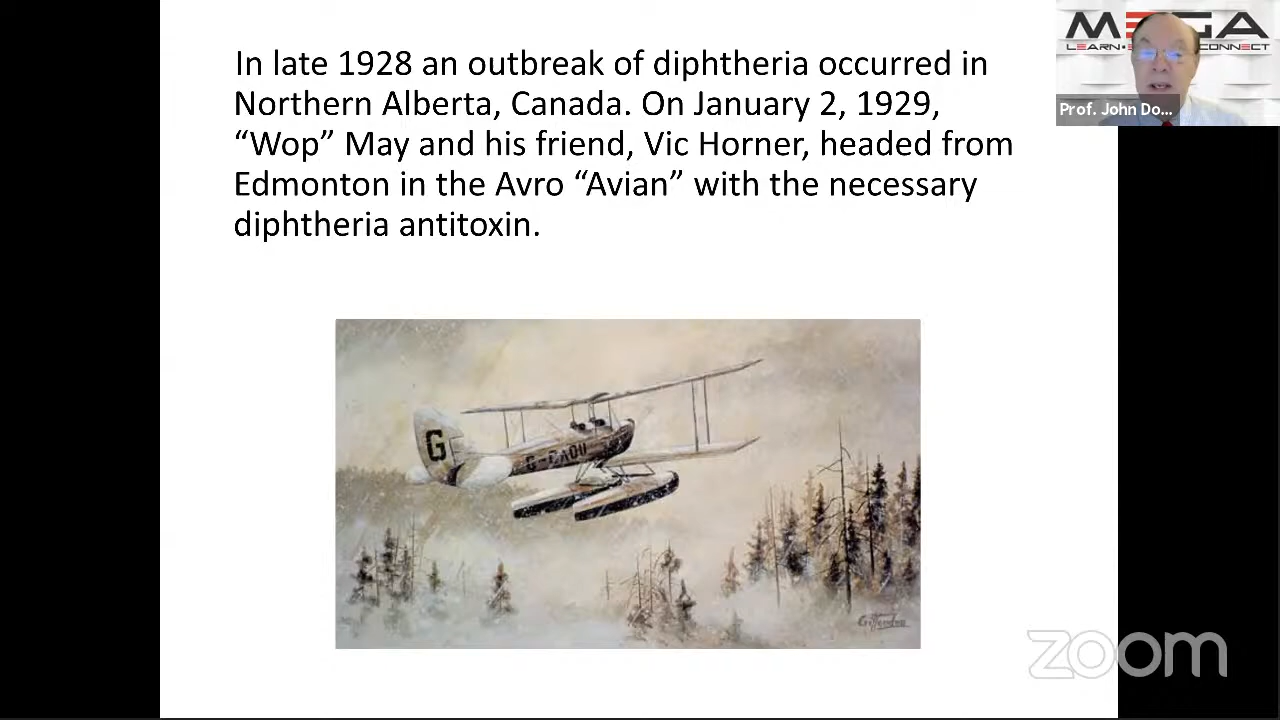 In late 1928 an outbreak of diphtheria occurred in
Northern Alberta, Canada. On January 2, 1929,
“Wop” May and his friend, Vic Horner, headed from
Edmonton in the Avro “Avian” with the necessary
diphtheria antitoxin.
LEARN
CONNECT
Prof. John Do...
G
zoom